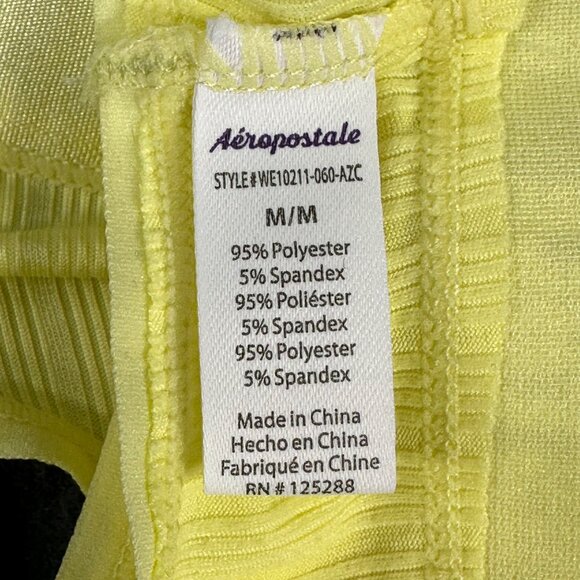 Aéropostale
STYLE#WE10211-060-AZC
M/M
95% Polyester
5% Spandex
95% Poliéster
5% Spandex
95% Polyester
5% Spandex
Made in China
Hecho en China
Fabriqué en Chine
RN # 125288